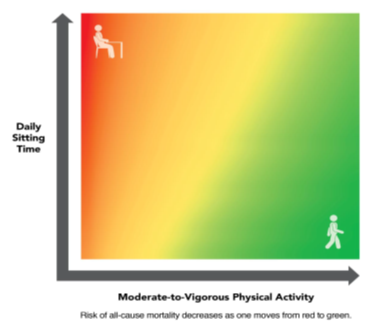 Daily
Sitting
Time
Moderate-to-Vigorous Physical Activity
Risk of all-cause mortality decreases as one moves from red to green.